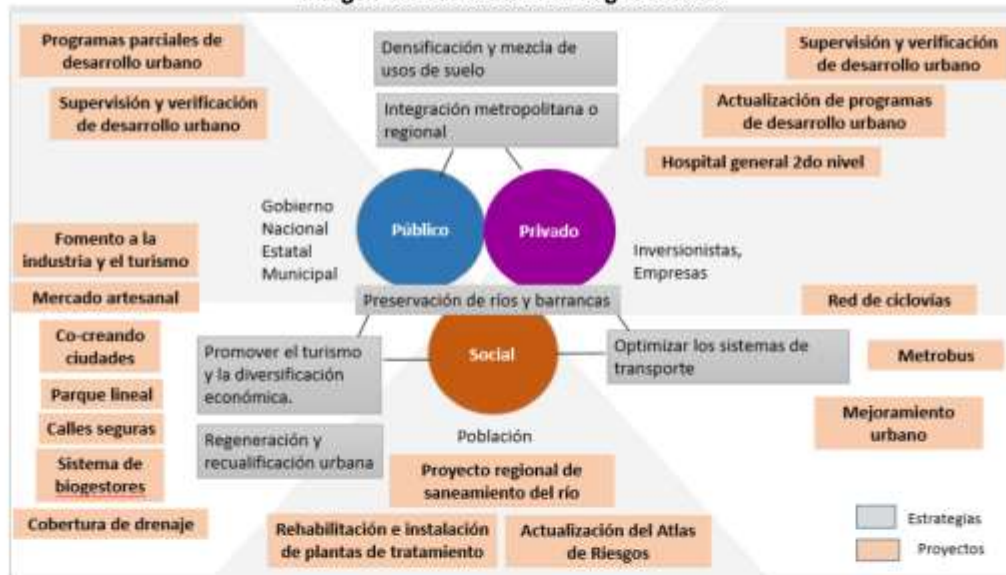 Programas parciales de
desarrollo urbano
Supervisión y verificación
de desarrollo urbano
Densificación y mezcla de
usos de suelo
Integración metropolitana o
regional
Supervisión y verificación
de desarrollo urbano
Actualización de programas
de desarrollo urbano
Hospital general 2do nivel
Gobierno
Nacional
Estatal
Municipal
Público
Privado
Inversionistas,
Empresas
Fomento a la
industria y el turismo
Mercado artesanal
Preservación de ríos y barrancas
Red de ciclovías
Co-creando
ciudades
Promover el turismo
y la diversificación
económica.
Social
Optimizar los sistemas de
transporte
Metrobus
Parque lineal
Calles seguras
Regeneración y
recualificación urbana
Población
Mejoramiento
urbano
Sistema de
biogestores
Proyecto regional de
saneamiento del río
Cobertura de drenaje
Rehabilitación e instalación
de plantas de tratamiento
Actualización del Atlas
de Riesgos
Estrategias
Proyectos